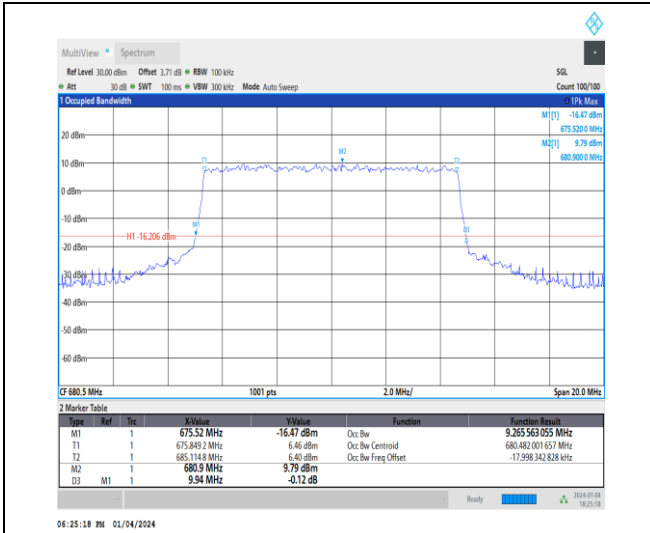 MultiView Spectrum
Ref Level 30.00 dBm Offset 3.71 dB RBW 100 kHz SGL
Att 30 dB SWT 100 ms VBW 300 kHz Mode Auto Sweep Count 100/100
1 Occupied Bandwidth 1Pk Max
M1[1] -16.47 dBm
675.520 0 MHz
M2[1] 9.79 dBm
680.900 0 MHz
20 dBm
M2
T1 T2
10 dBm
0 dBm
-10 dBm
M1
D3
H1 -16.206 dBm
-20 dBm
-30 dBm
-40 dBm
-50 dBm
-60 dBm
CF 680.5 MHz 1001 pts 2.0 MHz/ Span 20.0 MHz
2 Marker Table
Type Ref Trc X-Value Y-Value Function Function Result
M1 1 675.52 MHz -16.47 dBm Occ Bw 9.265 563 055 MHz
T1 1 675.849 2 MHz 6.46 dBm Occ Bw Centroid 680.482 001 657 MHz
T2 1 685.114 8 MHz 6.40 dBm Occ Bw Freq Offset -17.998 342 828 kHz
M2 1 680.9 MHz 9.79 dBm
D3 M1 1 9.94 MHz -0.12 dB
Ready 2024-01-04
18:25:18
06:25:18 PM 01/04/2024